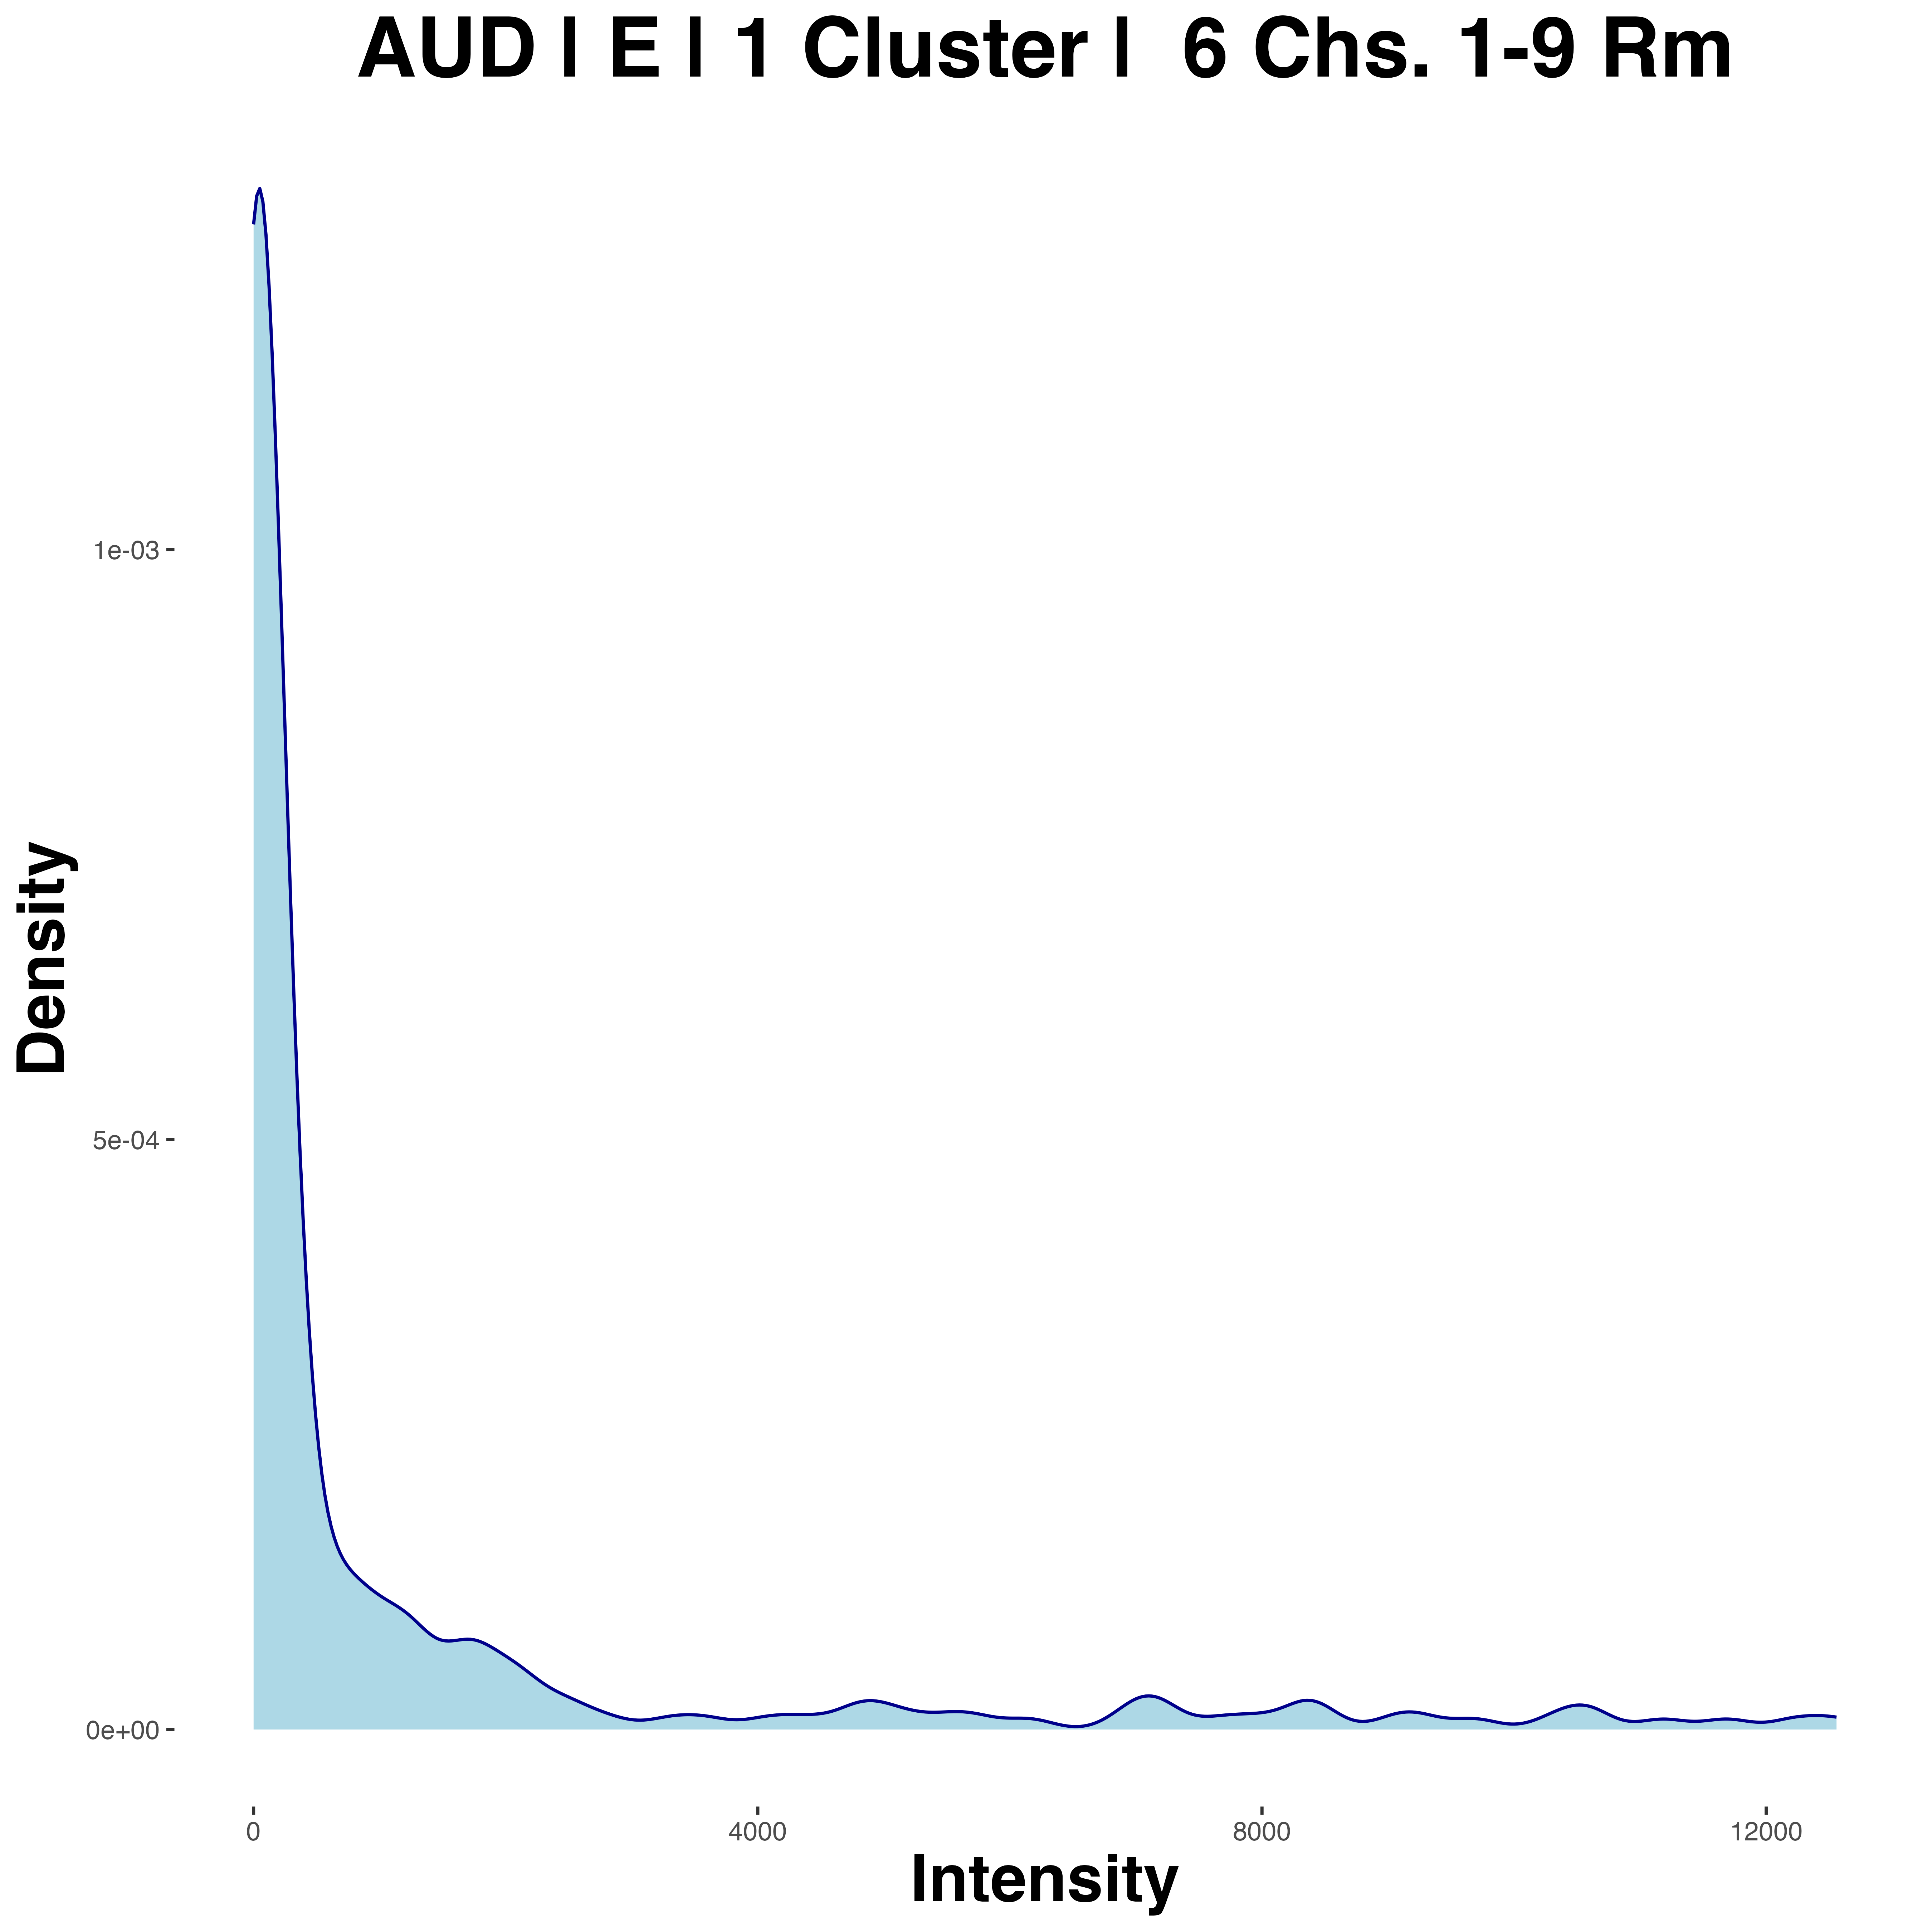 AUD | E | 1 Cluster |  6 Chs. 1-9 Rm
Density
1e-03
5e-04
0e+00
0
4000
8000
12000
Intensity